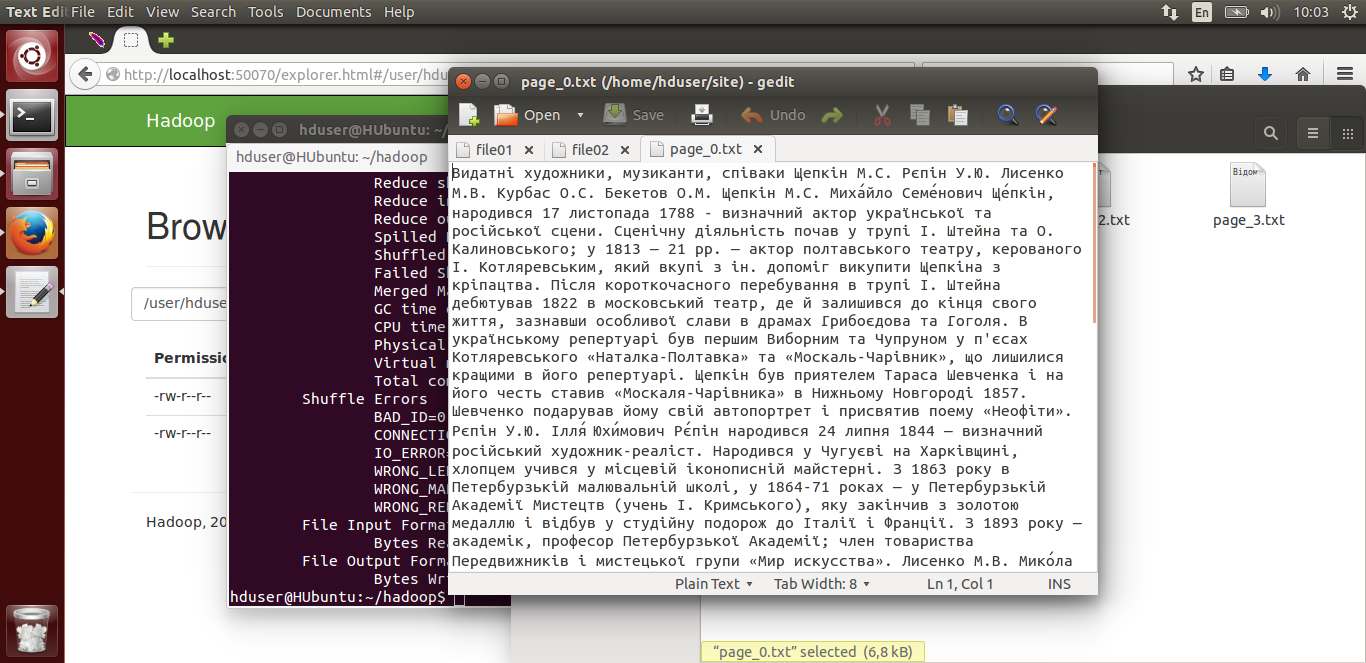 Text Edi File Edit View Search Tools Documents Help
En 10:03
http://localhost:50070/explorer.html#/user/hdu
page_0.txt (/home/hduser/site) - gedit
Open Save Undo
file01 file02 page_0.txt
Hadoop
hduser@HUbuntu: ~/
hduser@HUbuntu: ~/hadoop
Brow
/user/hduse
Permissio
-rw-r--r--
-rw-r--r--
Hadoop, 20
Reduce s
Reduce i
Reduce o
Spilled
Shuffled
Failed S
Merged M
GC time
CPU time
Physical
Virtual
Total co
Shuffle Errors
BAD_ID=0
CONNECTI
IO_ERROR
WRONG_LE
WRONG_MA
WRONG_RE
File Input Forma
Bytes Re
File Output Form
Bytes Wr
hduser@HUbuntu:~/hadoop$
Видатні художники, музиканти, співаки Щепкін М.С. Рєпін У.Ю. Лисенко
М.В. Курбас О.С. Бекетов О.М. Щепкін М.С. Миха́йло Семе́нович Ще́пкін,
народився 17 листопада 1788 - визначний актор української та
російської сцени. Сценічну діяльність почав у трупі І. Штейна та О.
Калиновського; у 1813 — 21 рр. — актор полтавського театру, керованого
І. Котляревським, який вкупі з ін. допоміг викупити Щепкіна з
кріпацтва. Після короткочасного перебування в трупі І. Штейна
дебютував 1822 в московський театр, де й залишився до кінця свого
життя, зазнавши особливої слави в драмах Грибоєдова та Гоголя. В
українському репертуарі був першим Виборним та Чупруном у п'єсах
Котляревського «Наталка-Полтавка» та «Москаль-Чарівник», що лишилися
кращими в його репертуарі. Щепкін був приятелем Тараса Шевченка і на
його честь ставив «Москаля-Чарівника» в Нижньому Новгороді 1857.
Шевченко подарував йому свій автопортрет і присвятив поему «Неофіти».
Рєпін У.Ю. Ілля́ Юхи́мович Рє́пін народився 24 липня 1844 — визначний
російський художник-реаліст. Народився у Чугуєві на Харківщині,
хлопцем учився у місцевій іконописній майстерні. З 1863 року в
Петербурзькій малювальній школі, у 1864-71 роках — у Петербурзькій
Академії Мистецтв (учень І. Кримського), яку закінчив з золотою
медаллю і відбув у студійну подорож до Італії і Франції. З 1893 року —
академік, професор Петербурзької Академії; член товариства
Передвижників і мистецької групи «Мир искусства». Лисенко М.В. Мико́ла
Plain Text Tab Width: 8 Ln 1, Col 1 INS
2.txt
Відом
page_3.txt
“page_0.txt” selected (6,8 kB)